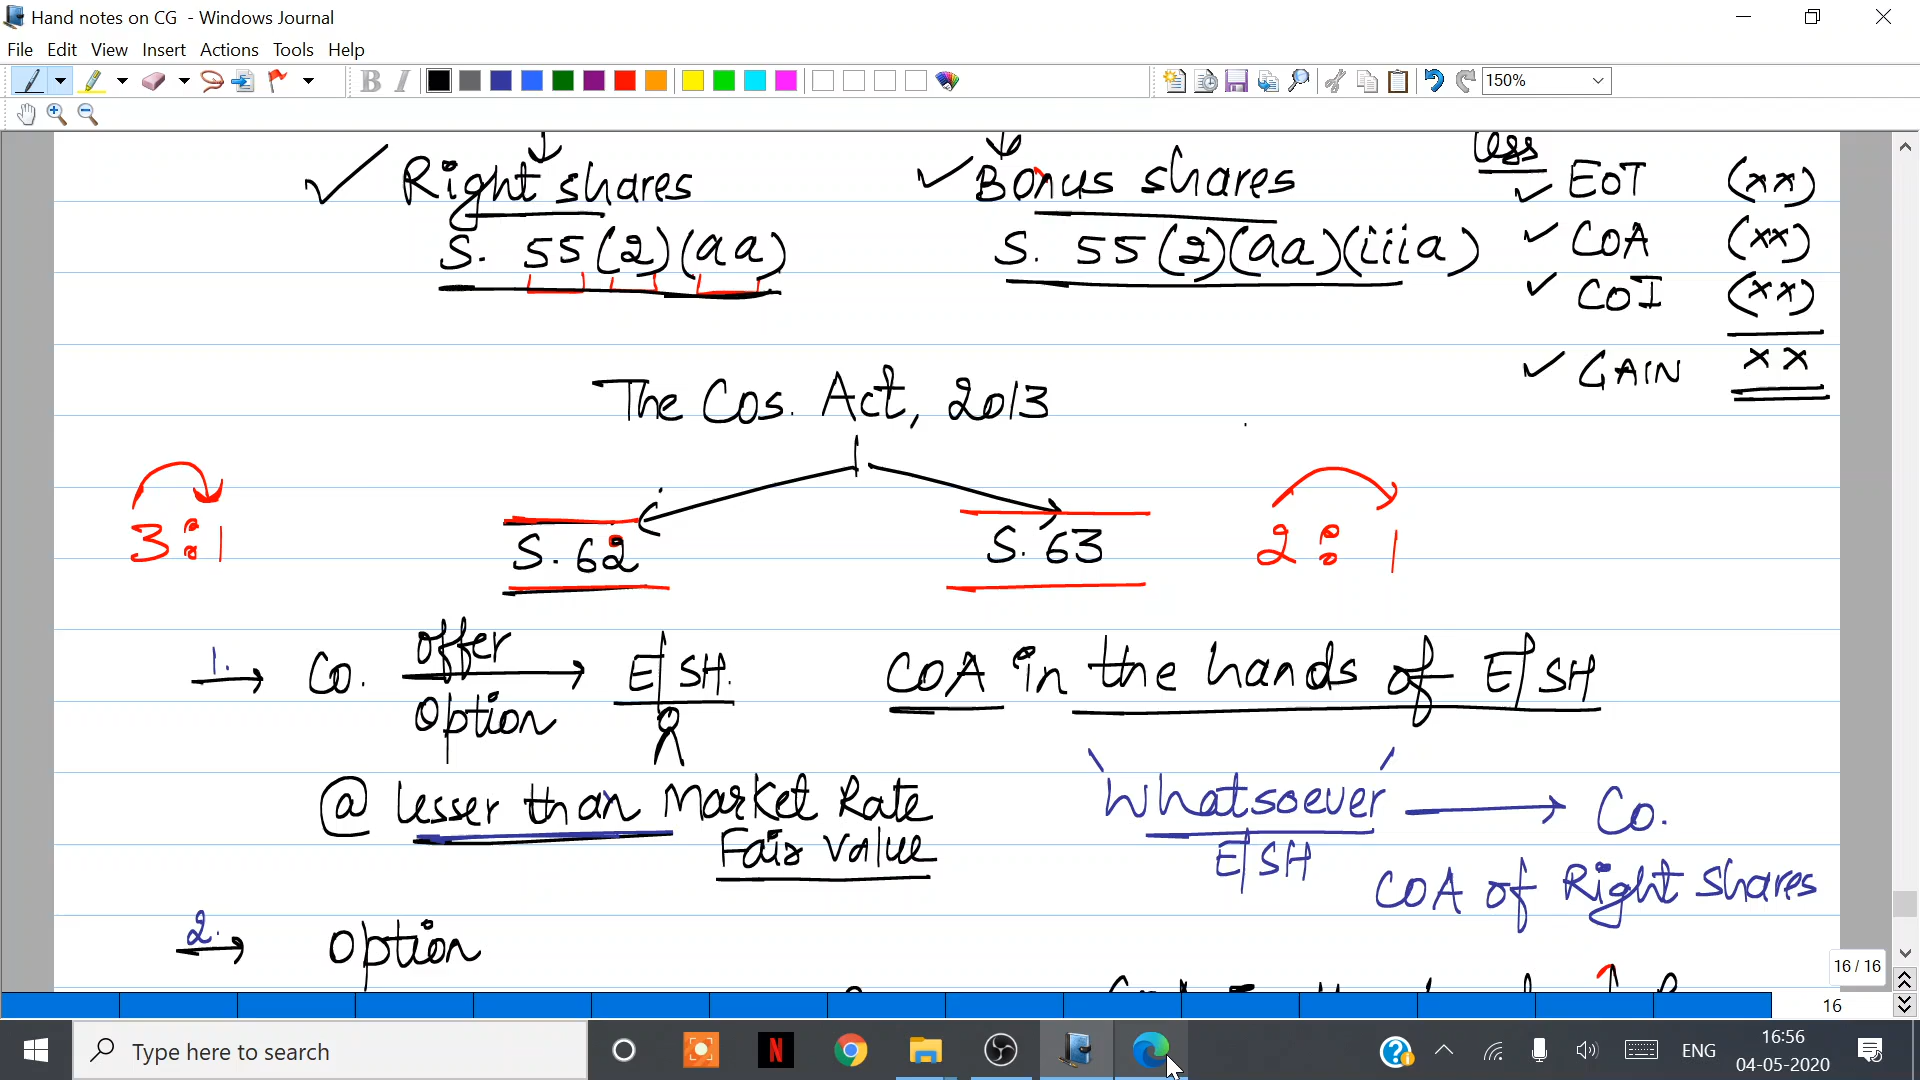 Hand notes on CG - Windows Journal
File Edit View Insert Actions Tools Help
B I
150%
less
Right shares
Bonus shares
EOT (xx)
S. 55(2)(aa)
S. 55(2)(aa)(iiia)
COA (xx)
COI (xx)
GAIN xx
The Cos. Act, 2013
3:1
S. 62
S. 63
2:1
1. Co. offer E/SH.
Option
COA in the hands of E/SH
@ lesser than Market Rate
Fair Value
'Whatsoever' Co.
E/SH
COA of Right Shares
2. Option
16 / 16
16
Type here to search
N
ENG
16:56
04-05-2020